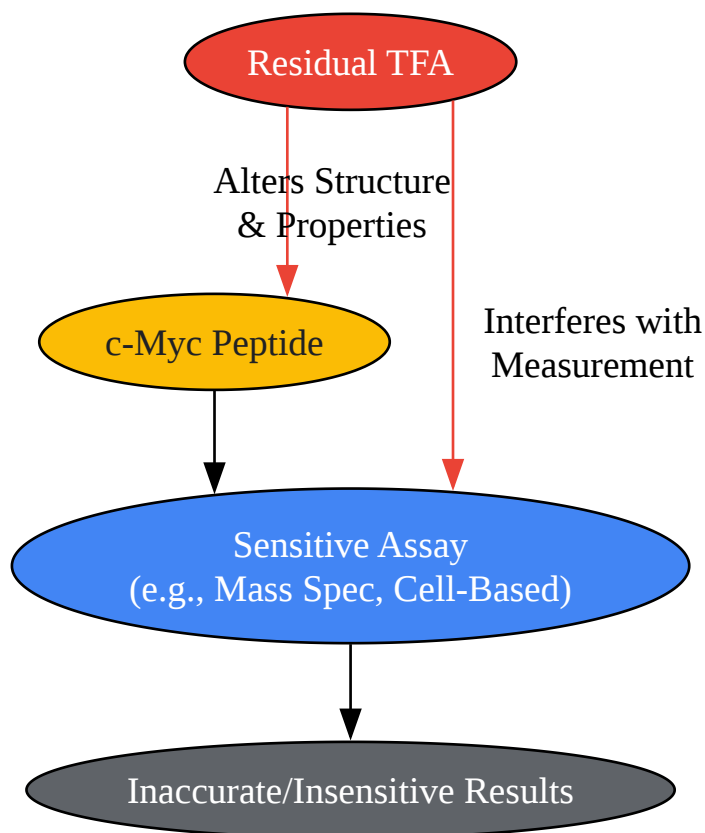 Residual TFA
Alters Structure
& Properties
c-Myc Peptide
Interferes with
Measurement
Sensitive Assay
(e.g., Mass Spec, Cell-Based)
Inaccurate/Insensitive Results